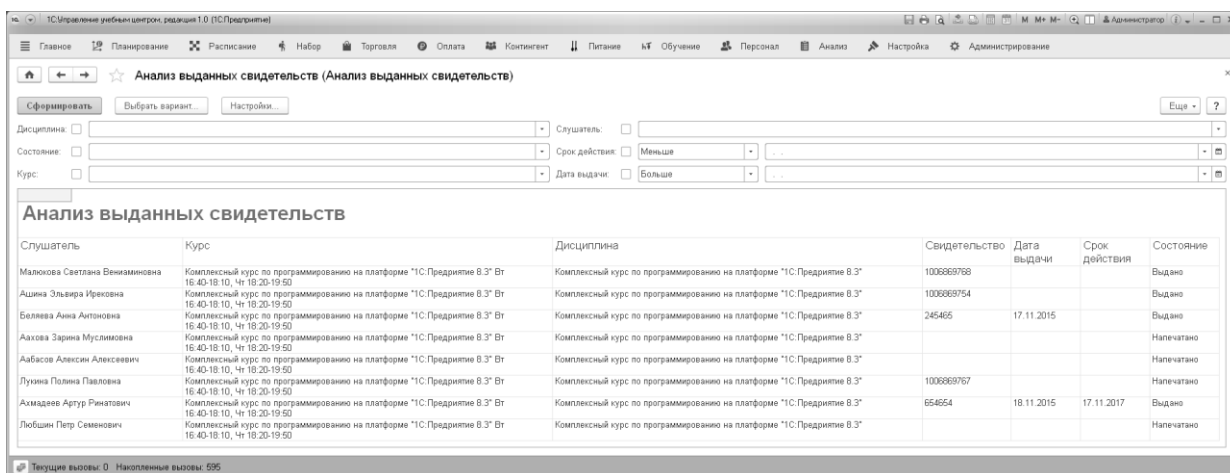 1С:Управление учебным центром, редакция 1.0 (1С:Предприятие) M M+ M- Администратор
Главное Планирование Расписание Набор Торговля Оплата Контингент Питание Обучение Персонал Анализ Настройка Администрирование
Анализ выданных свидетельств (Анализ выданных свидетельств)
Сформировать Выбрать вариант... Настройки... Еще ?
Дисциплина: Слушатель:
Состояние: Срок действия: Меньше . .
Курс: Дата выдачи: Больше . .
Анализ выданных свидетельств
Слушатель Курс Дисциплина Свидетельство Дата Срок Состояние
выдачи действия
Малюкова Светлана Вениаминовна Комплексный курс по программированию на платформе "1С:Предприятие 8.3" Вт Комплексный курс по программированию на платформе "1С:Предприятие 8.3" 1006869768 Выдано
16:40-18:10, Чт 18:20-19:50
Ашина Эльвира Ирековна Комплексный курс по программированию на платформе "1С:Предприятие 8.3" Вт Комплексный курс по программированию на платформе "1С:Предприятие 8.3" 1006869754 Выдано
16:40-18:10, Чт 18:20-19:50
Беляева Анна Антоновна Комплексный курс по программированию на платформе "1С:Предприятие 8.3" Вт Комплексный курс по программированию на платформе "1С:Предприятие 8.3" 245465 17.11.2015 Выдано
16:40-18:10, Чт 18:20-19:50
Аахова Зарина Муслимовна Комплексный курс по программированию на платформе "1С:Предприятие 8.3" Вт Комплексный курс по программированию на платформе "1С:Предприятие 8.3" Напечатано
16:40-18:10, Чт 18:20-19:50
Аабасов Алексин Алексеевич Комплексный курс по программированию на платформе "1С:Предприятие 8.3" Вт Комплексный курс по программированию на платформе "1С:Предприятие 8.3" Напечатано
16:40-18:10, Чт 18:20-19:50
Лукина Полина Павловна Комплексный курс по программированию на платформе "1С:Предприятие 8.3" Вт Комплексный курс по программированию на платформе "1С:Предприятие 8.3" 1006869767 Напечатано
16:40-18:10, Чт 18:20-19:50
Ахмадеев Артур Ринатович Комплексный курс по программированию на платформе "1С:Предприятие 8.3" Вт Комплексный курс по программированию на платформе "1С:Предприятие 8.3" 654654 18.11.2015 17.11.2017 Выдано
16:40-18:10, Чт 18:20-19:50
Любшин Петр Семенович Комплексный курс по программированию на платформе "1С:Предприятие 8.3" Вт Комплексный курс по программированию на платформе "1С:Предприятие 8.3" Напечатано
16:40-18:10, Чт 18:20-19:50
Текущие вызовы: 0 Накопленные вызовы: 595